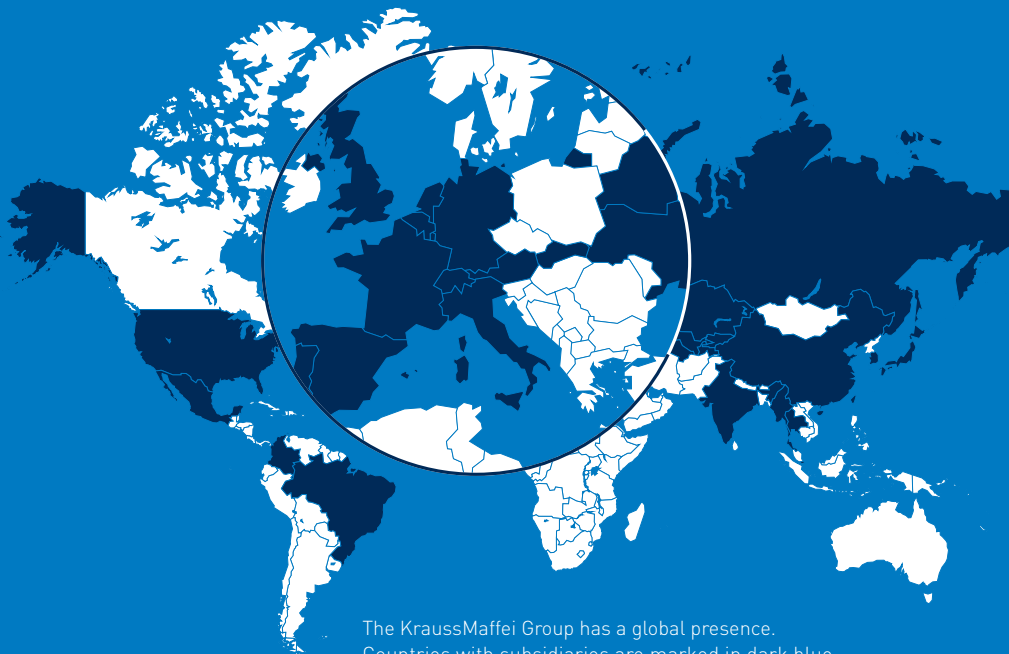 The KraussMaffei Group has a global presence.
Countries with subsidiaries are marked in dark blue